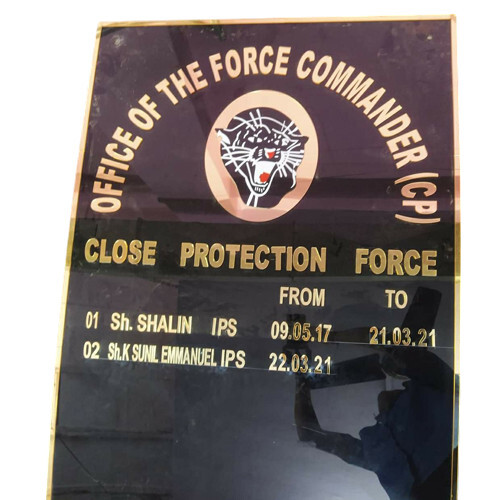 OFFICE OF THE FORCE COMMANDER (CP)
CLOSE PROTECTION FORCE
FROM TO
01 Sh. SHALIN IPS 09.05.17 21.03.21
02 Sh.K SUNIL EMMANUEL IPS 22.03.21